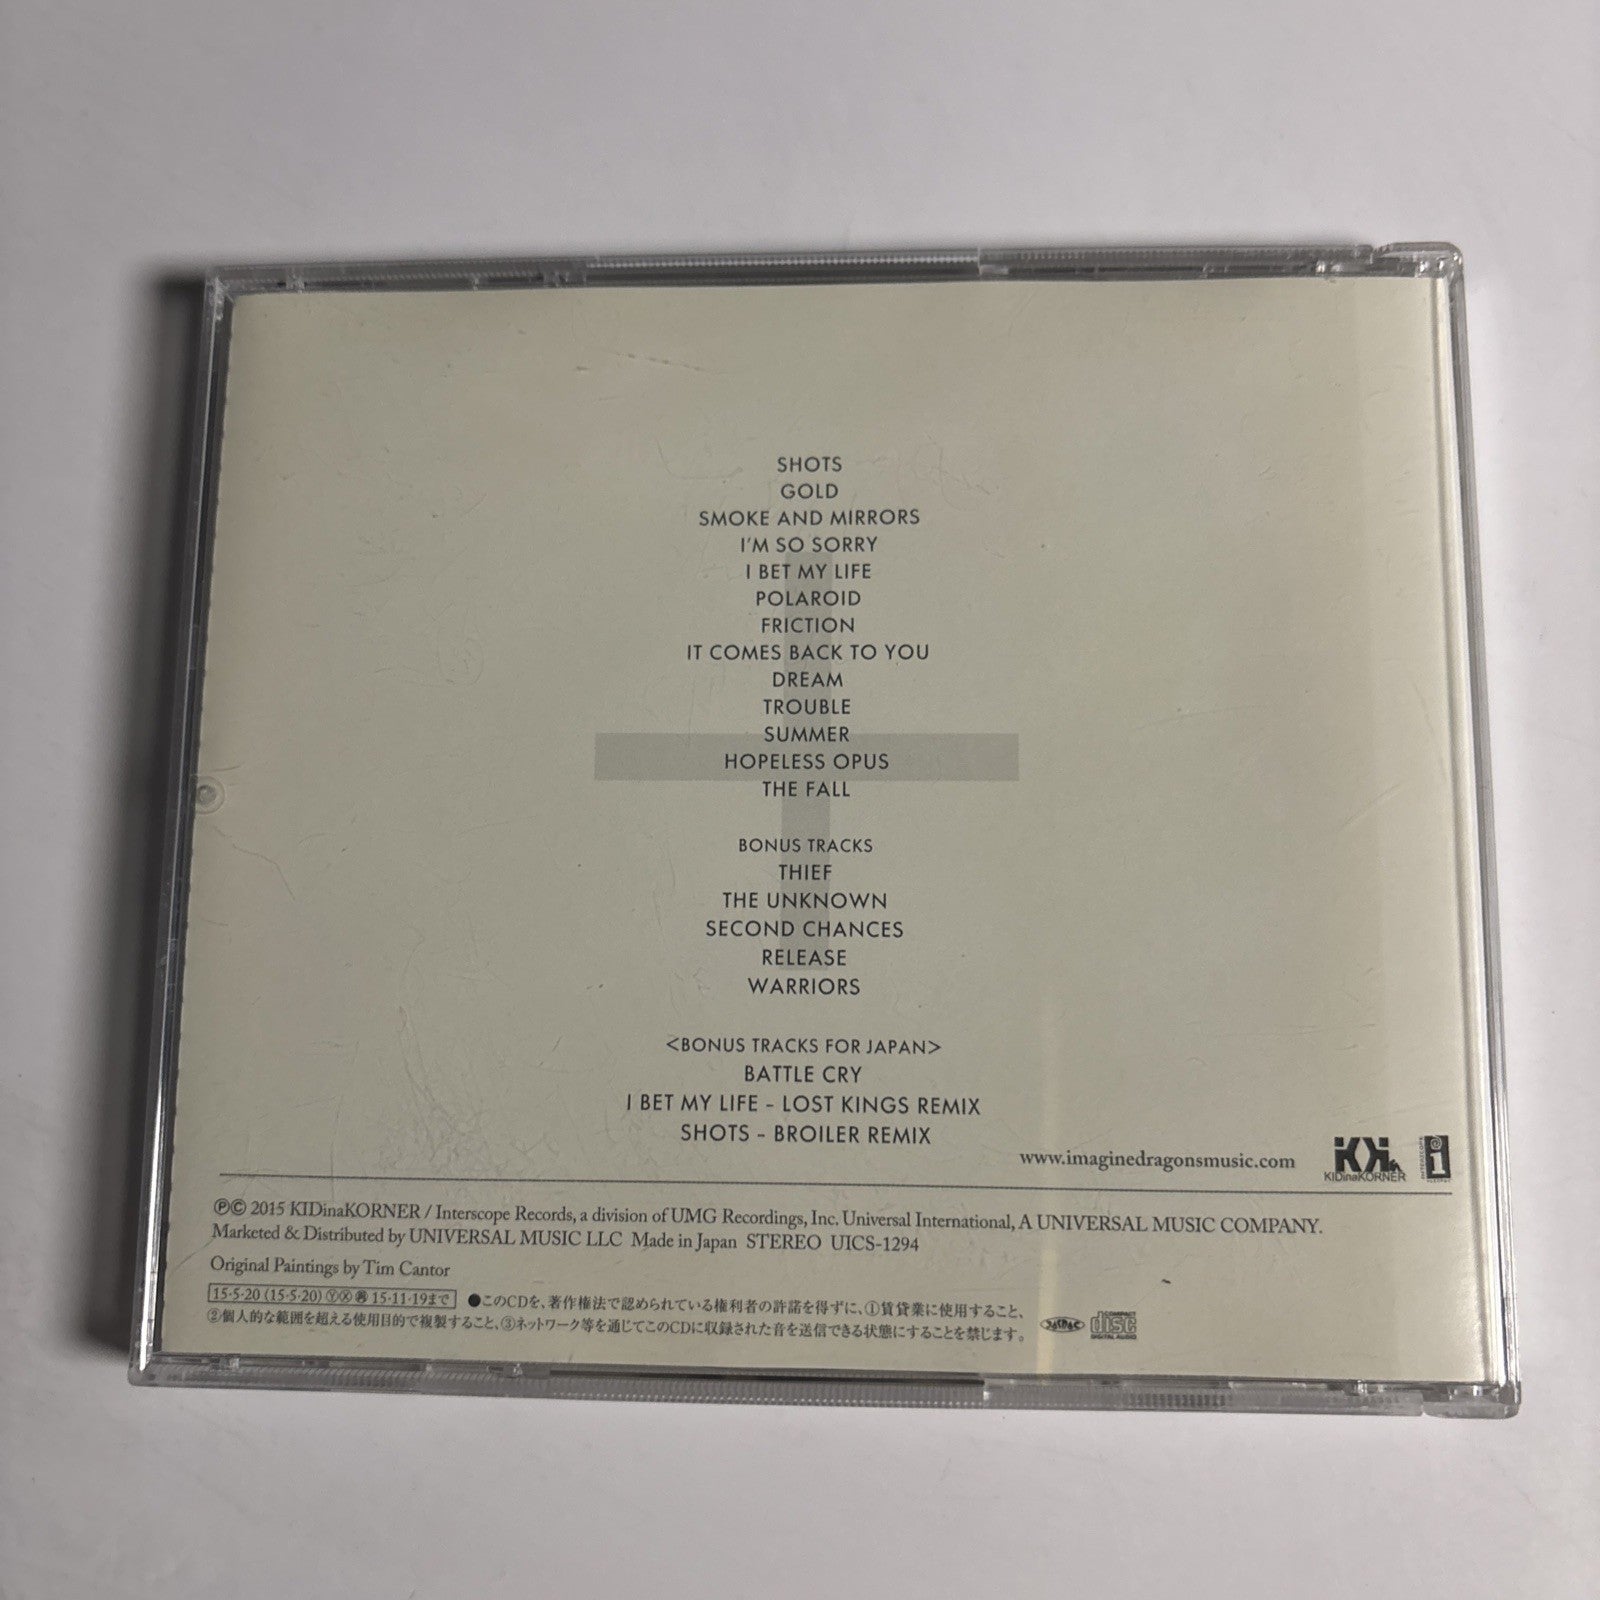 SHOTS
GOLD
SMOKE AND MIRRORS
I'M SO SORRY
I BET MY LIFE
POLAROID
FRICTION
IT COMES BACK TO YOU
DREAM
TROUBLE
SUMMER
HOPELESS OPUS
THE FALL
BONUS TRACKS
THIEF
THE UNKNOWN
SECOND CHANCES
RELEASE
WARRIORS
<BONUS TRACKS FOR JAPAN>
BATTLE CRY
I BET MY LIFE - LOST KINGS REMIX
SHOTS - BROILER REMIX
www.imaginedragonsmusic.com
KIDinaKORNER
INTERSCOPE
℗© 2015 KIDinaKORNER / Interscope Records, a division of UMG Recordings, Inc. Universal International, A UNIVERSAL MUSIC COMPANY.
Marketed & Distributed by UNIVERSAL MUSIC LLC Made in Japan STEREO UICS-1294
Original Paintings by Tim Cantor
15·5·20 (15·5·20) Ⓨ Ⓧ 15·11·19まで ●このCDを、著作権法で認められている権利者の許諾を得ずに、①賃貸業に使用すること、
②個人的な範囲を超える使用目的で複製すること、③ネットワーク等を通じてこのCDに収録された音を送信できる状態にすることを禁じます。
JASRAC
COMPACT disc DIGITAL AUDIO